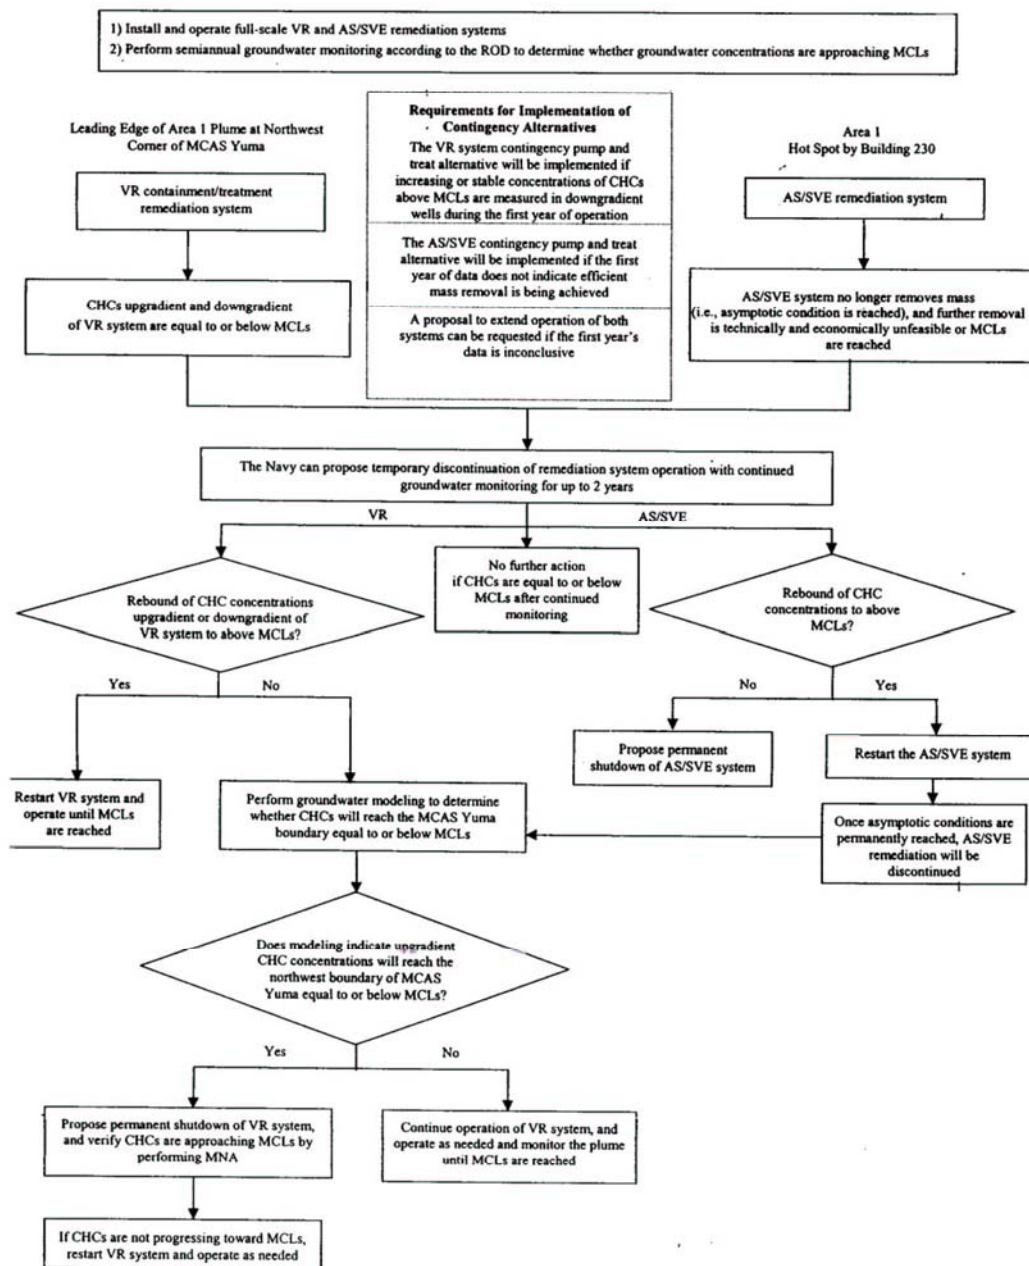 1) Install and operate full-scale VR and AS/SVE remediation systems
2) Perform semiannual groundwater monitoring according to the ROD to determine whether groundwater concentrations are approaching MCLs
Leading Edge of Area 1 Plume at Northwest
Corner of MCAS Yuma
VR containment/treatment
remediation system
CHCs upgradient and downgradient
of VR system are equal to or below MCLs
Requirements for Implementation of
Contingency Alternatives
The VR system contingency pump and
treat alternative will be implemented if
increasing or stable concentrations of CHCs
above MCLs are measured in downgradient
wells during the first year of operation
The AS/SVE contingency pump and treat
alternative will be implemented if the first
year of data does not indicate efficient
mass removal is being achieved
A proposal to extend operation of both
systems can be requested if the first year's
data is inconclusive
Area 1
Hot Spot by Building 230
AS/SVE remediation system
AS/SVE system no longer removes mass
(i.e., asymptotic condition is reached), and further removal
is technically and economically unfeasible or MCLs
are reached
The Navy can propose temporary discontinuation of remediation system operation with continued
groundwater monitoring for up to 2 years
VR
AS/SVE
Rebound of CHC concentrations
upgradient or downgradient of
VR system to above MCLs?
No further action
if CHCs are equal to or below
MCLs after continued
monitoring
Rebound of CHC
concentrations to above
MCLs?
Yes
No
No
Yes
Restart VR system and
operate until MCLs
are reached
Perform groundwater modeling to determine
whether CHCs will reach the MCAS Yuma
boundary equal to or below MCLs
Propose permanent
shutdown of AS/SVE system
Restart the AS/SVE system
Once asymptotic conditions are
permanently reached, AS/SVE
remediation will be
discontinued
Does modeling indicate upgradient
CHC concentrations will reach the
northwest boundary of MCAS
Yuma equal to or below MCLs?
Yes
No
Propose permanent shutdown of VR system,
and verify CHCs are approaching MCLs by
performing MNA
Continue operation of VR system, and
operate as needed and monitor the plume
until MCLs are reached
If CHCs are not progressing toward MCLs,
restart VR system and operate as needed